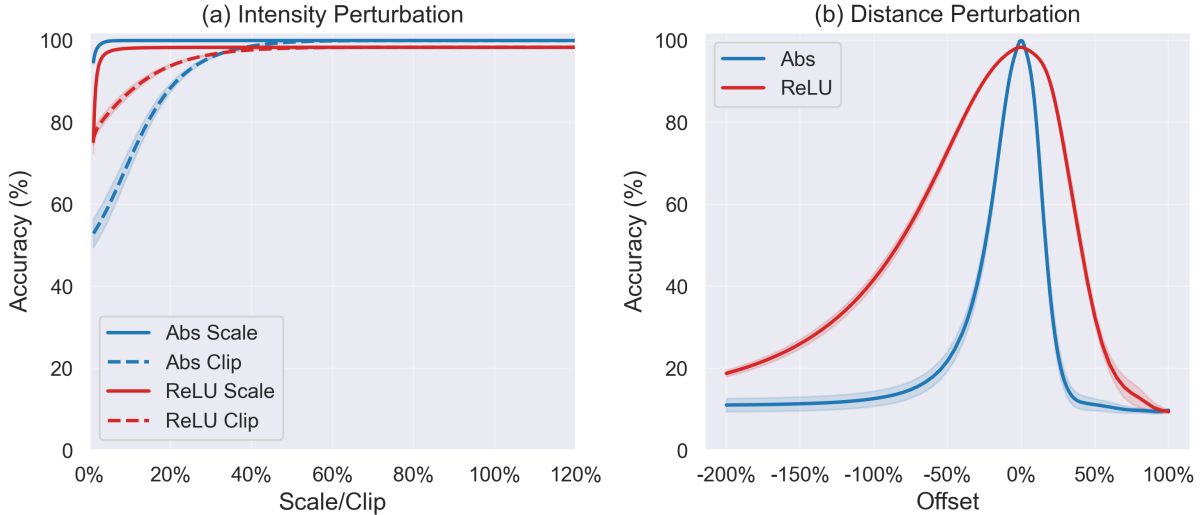 (a) Intensity Perturbation
100
80
60
40
20
0
Accuracy (%)
Abs Scale
Abs Clip
ReLU Scale
ReLU Clip
0% 20% 40% 60% 80% 100% 120%
Scale/Clip
(b) Distance Perturbation
100
80
60
40
20
0
Accuracy (%)
Abs
ReLU
-200% -150% -100% -50% 0% 50% 100%
Offset